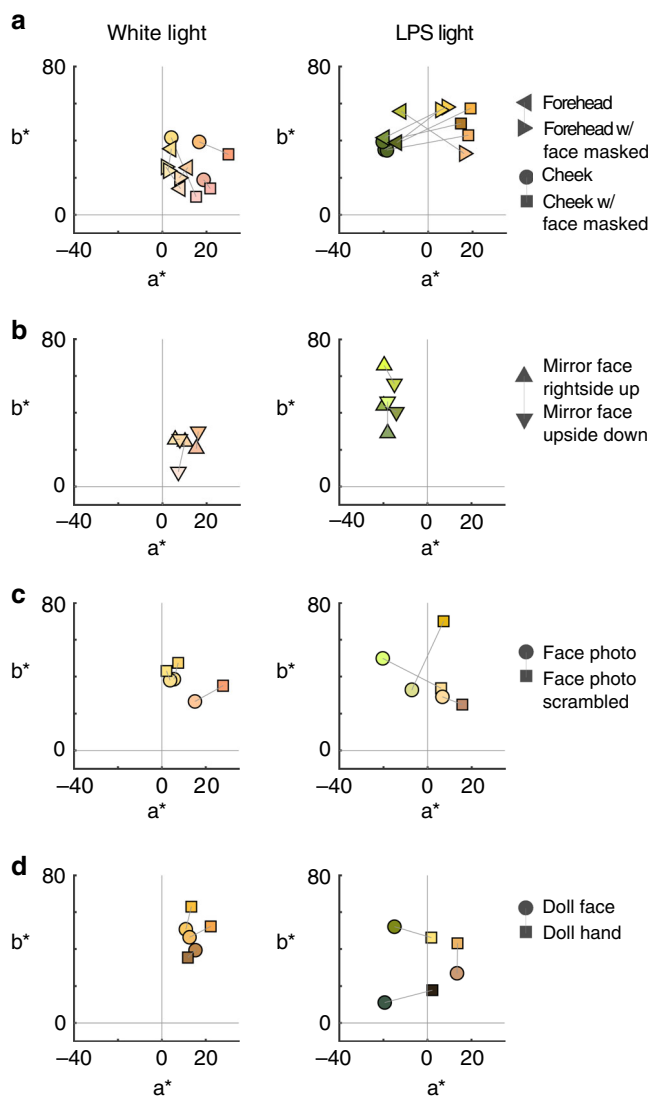 a
White light
LPS light
80
b*
0
–40
0
20
a*
80
0
–40
0
20
a*
Forehead
Forehead w/
face masked
Cheek
Cheek w/
face masked
b
80
b*
0
–40
0
20
a*
80
0
–40
0
20
a*
Mirror face
rightside up
Mirror face
upside down
c
80
b*
0
–40
0
20
a*
80
b*
0
–40
0
20
a*
Face photo
Face photo
scrambled
d
80
b*
0
–40
0
20
a*
80
b*
0
–40
0
20
a*
Doll face
Doll hand